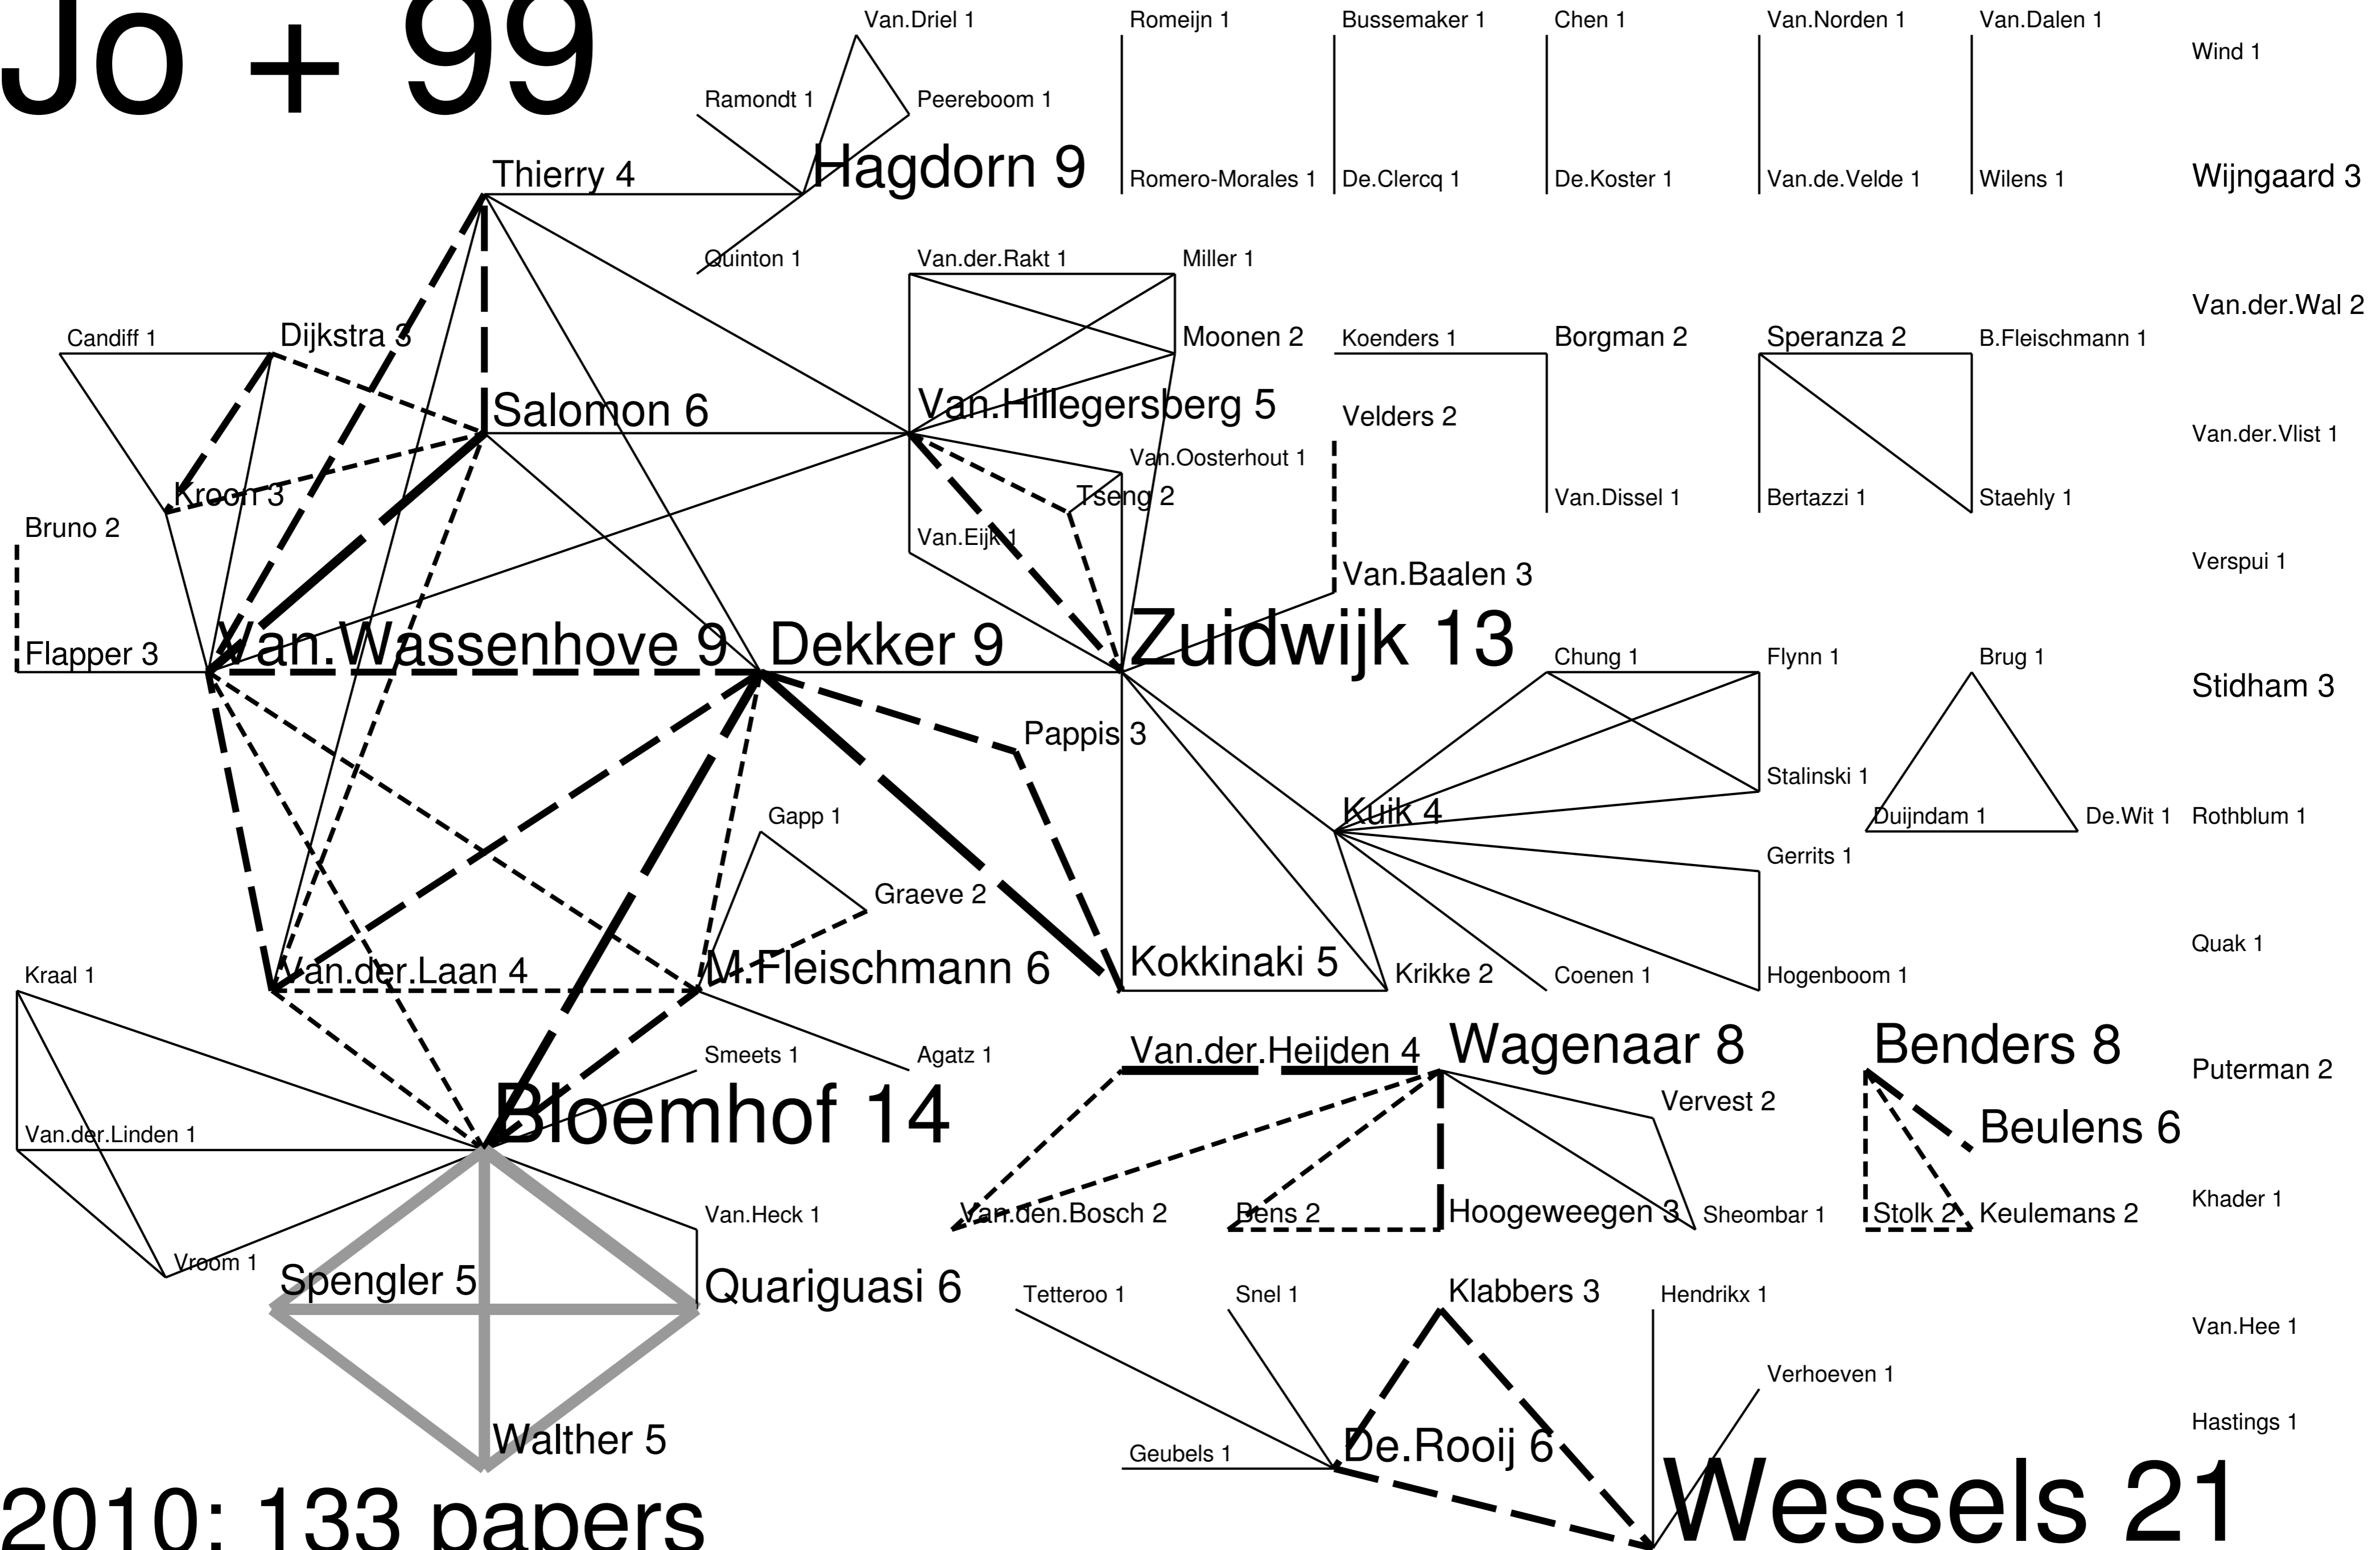 Jo + 99
Van.Driel 1
Romeijn 1
Bussemaker 1
Chen 1
Van.Norden 1
Van.Dalen 1
Wind 1
Ramondt 1
Peereboom 1
Thierry 4
Hagdorn 9
Romero-Morales 1
De.Clercq 1
De.Koster 1
Van.de.Velde 1
Wilens 1
Wijngaard 3
Quinton 1
Van.der.Rakt 1
Miller 1
Van.der.Wal 2
Candiff 1
Dijkstra 3
Moonen 2
Koenders 1
Borgman 2
Speranza 2
B.Fleischmann 1
Salomon 6
Van.Hillegersberg 5
Velders 2
Van.der.Vlist 1
Van.Oosterhout 1
Kroon 3
Tseng 2
Van.Dissel 1
Bertazzi 1
Staehly 1
Bruno 2
Van.Eijk 1
Verspui 1
Van.Baalen 3
Flapper 3
Van.Wassenhove 9
Dekker 9
Zuidwijk 13
Chung 1
Flynn 1
Brug 1
Stidham 3
Pappis 3
Stalinski 1
Gapp 1
Kuik 4
Duijndam 1
De.Wit 1
Rothblum 1
Gerrits 1
Graeve 2
Quak 1
Kraal 1
Van.der.Laan 4
M.Fleischmann 6
Kokkinaki 5
Krikke 2
Coenen 1
Hogenboom 1
Smeets 1
Agatz 1
Van.der.Heijden 4
Wagenaar 8
Benders 8
Puterman 2
Bloemhof 14
Vervest 2
Beulens 6
Van.der.Linden 1
Van.Heck 1
Van.den.Bosch 2
Bens 2
Hoogeweegen 3
Sheombar 1
Stolk 2
Keulemans 2
Khader 1
Vroom 1
Spengler 5
Quariguasi 6
Tetteroo 1
Snel 1
Klabbers 3
Hendrikx 1
Van.Hee 1
Verhoeven 1
Walther 5
Geubels 1
De.Rooij 6
Hastings 1
2010: 133 papers
Wessels 21